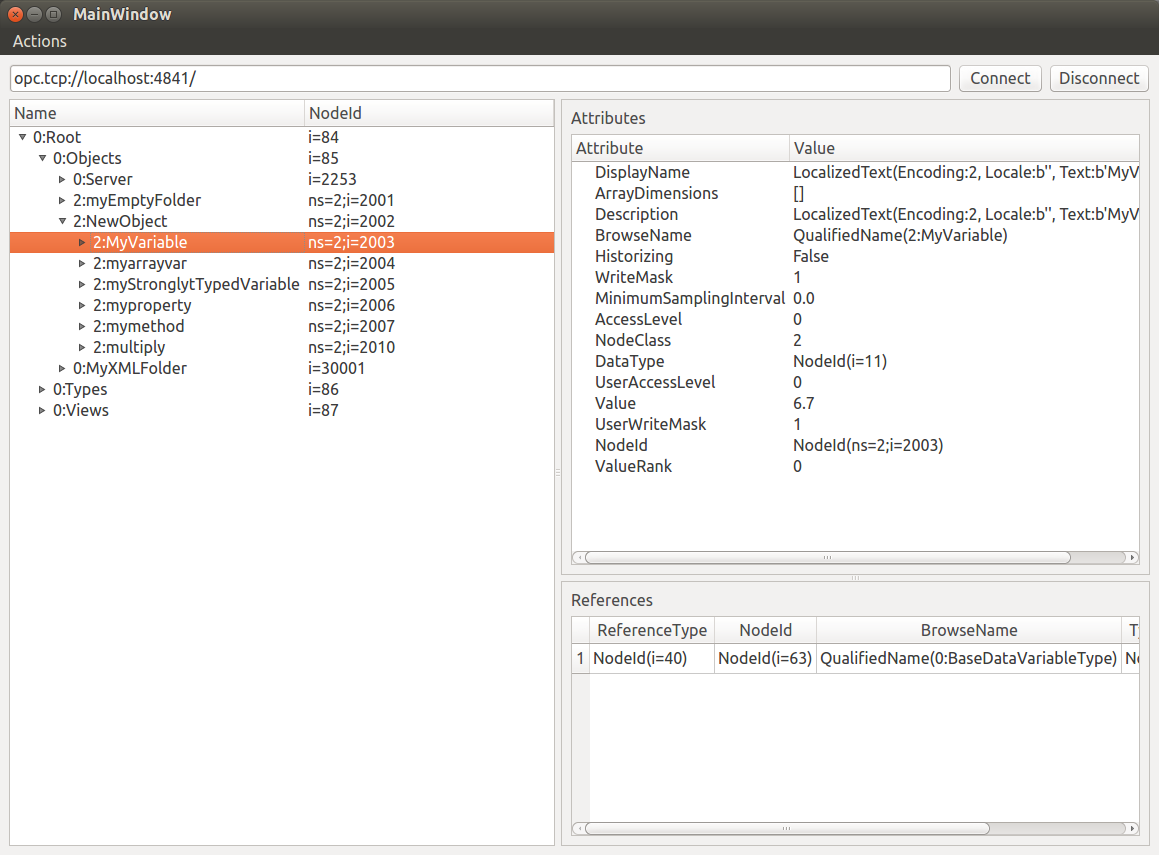 MainWindow
Actions
opc.tcp://localhost:4841/ Connect Disconnect
Name NodeId
0:Root i=84
0:Objects i=85
0:Server i=2253
2:myEmptyFolder ns=2;i=2001
2:NewObject ns=2;i=2002
2:MyVariable ns=2;i=2003
2:myarrayvar ns=2;i=2004
2:myStronglytTypedVariable ns=2;i=2005
2:myproperty ns=2;i=2006
2:mymethod ns=2;i=2007
2:multiply ns=2;i=2010
0:MyXMLFolder i=30001
0:Types i=86
0:Views i=87
Attributes
Attribute Value
DisplayName LocalizedText(Encoding:2, Locale:b'', Text:b'MyV
ArrayDimensions []
Description LocalizedText(Encoding:2, Locale:b'', Text:b'MyV
BrowseName QualifiedName(2:MyVariable)
Historizing False
WriteMask 1
MinimumSamplingInterval 0.0
AccessLevel 0
NodeClass 2
DataType NodeId(i=11)
UserAccessLevel 0
Value 6.7
UserWriteMask 1
NodeId NodeId(ns=2;i=2003)
ValueRank 0
References
ReferenceType NodeId BrowseName
1 NodeId(i=40) NodeId(i=63) QualifiedName(0:BaseDataVariableType)